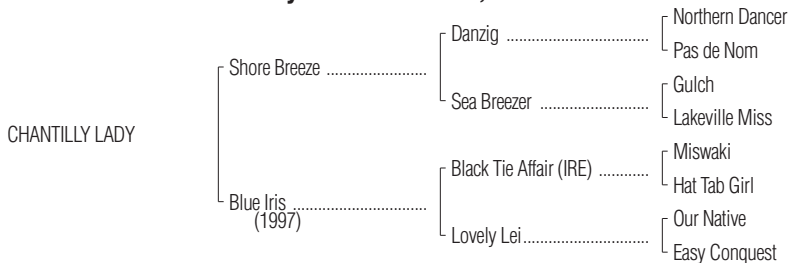 Northern Dancer
Danzig ..................................
Pas de Nom
Shore Breeze ........................
Gulch
Sea Breezer ..........................
Lakeville Miss
CHANTILLY LADY
Miswaki
Black Tie Affair (IRE) ............
Hat Tab Girl
Blue Iris ................................
(1997)
Our Native
Lovely Lei..............................
Easy Conquest